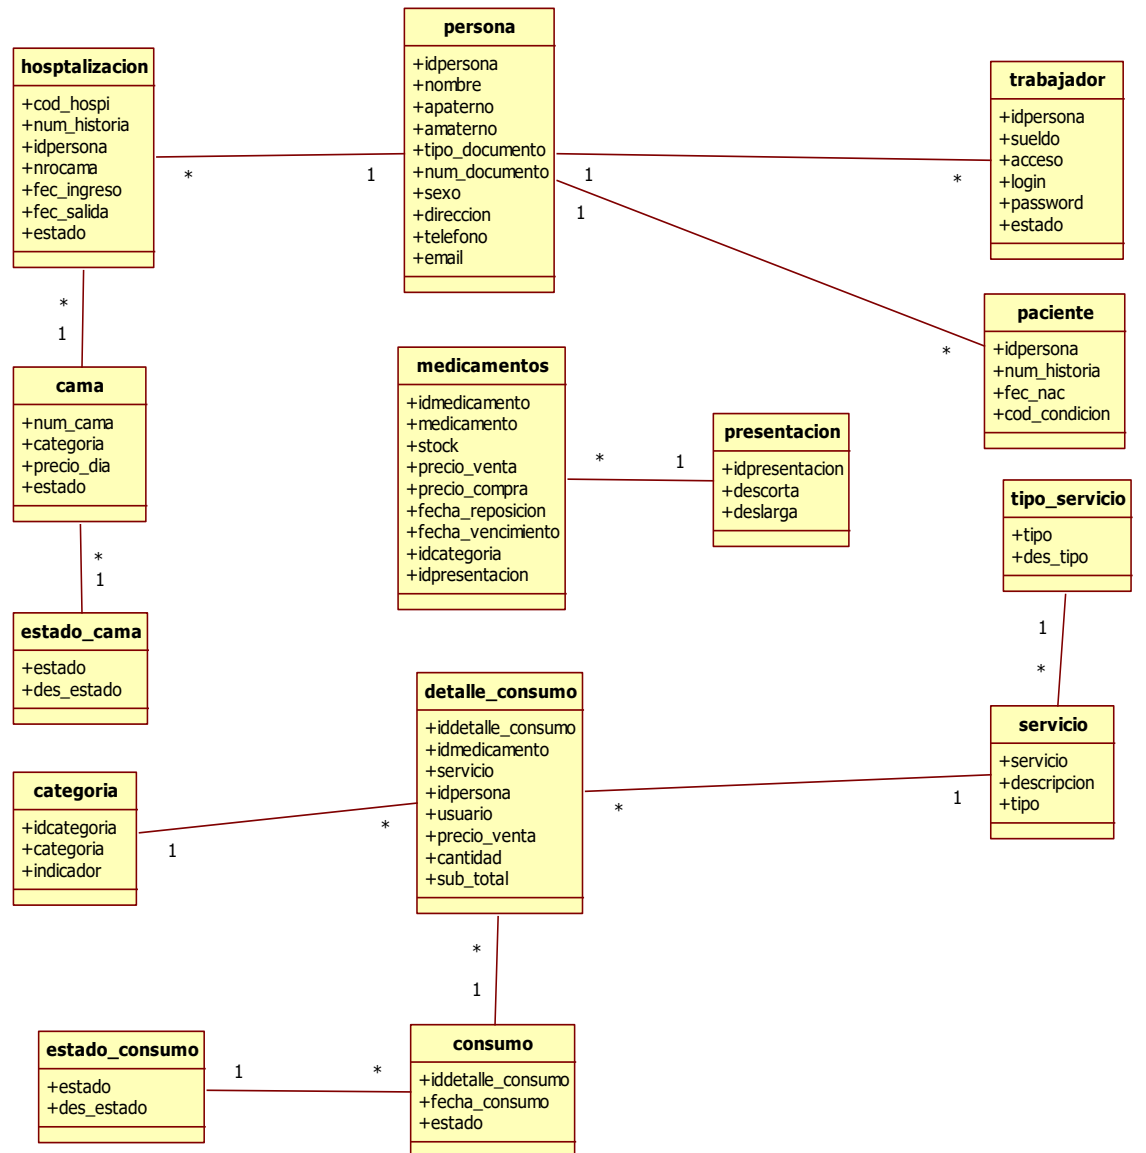 persona
+idpersona
+nombre
+apaterno
+amaterno
+tipo_documento
+num_documento
+sexo
+direccion
+telefono
+email
hosptalizacion
+cod_hospi
+num_historia
+idpersona
+nrocama
+fec_ingreso
+fec_salida
+estado
trabajador
+idpersona
+sueldo
+acceso
+login
+password
+estado
* 1
1 *
1
*
*
1
paciente
+idpersona
+num_historia
+fec_nac
+cod_condicion
cama
+num_cama
+categoria
+precio_dia
+estado
medicamentos
+idmedicamento
+medicamento
+stock
+precio_venta
+precio_compra
+fecha_reposicion
+fecha_vencimiento
+idcategoria
+idpresentacion
* 1
presentacion
+idpresentacion
+descorta
+deslarga
tipo_servicio
+tipo
+des_tipo
*
1
estado_cama
+estado
+des_estado
1
*
detalle_consumo
+iddetalle_consumo
+idmedicamento
+servicio
+idpersona
+usuario
+precio_venta
+cantidad
+sub_total
servicio
+servicio
+descripcion
+tipo
categoria
+idcategoria
+categoria
+indicador
1 *
* 1
*
1
estado_consumo
+estado
+des_estado
1 *
consumo
+iddetalle_consumo
+fecha_consumo
+estado